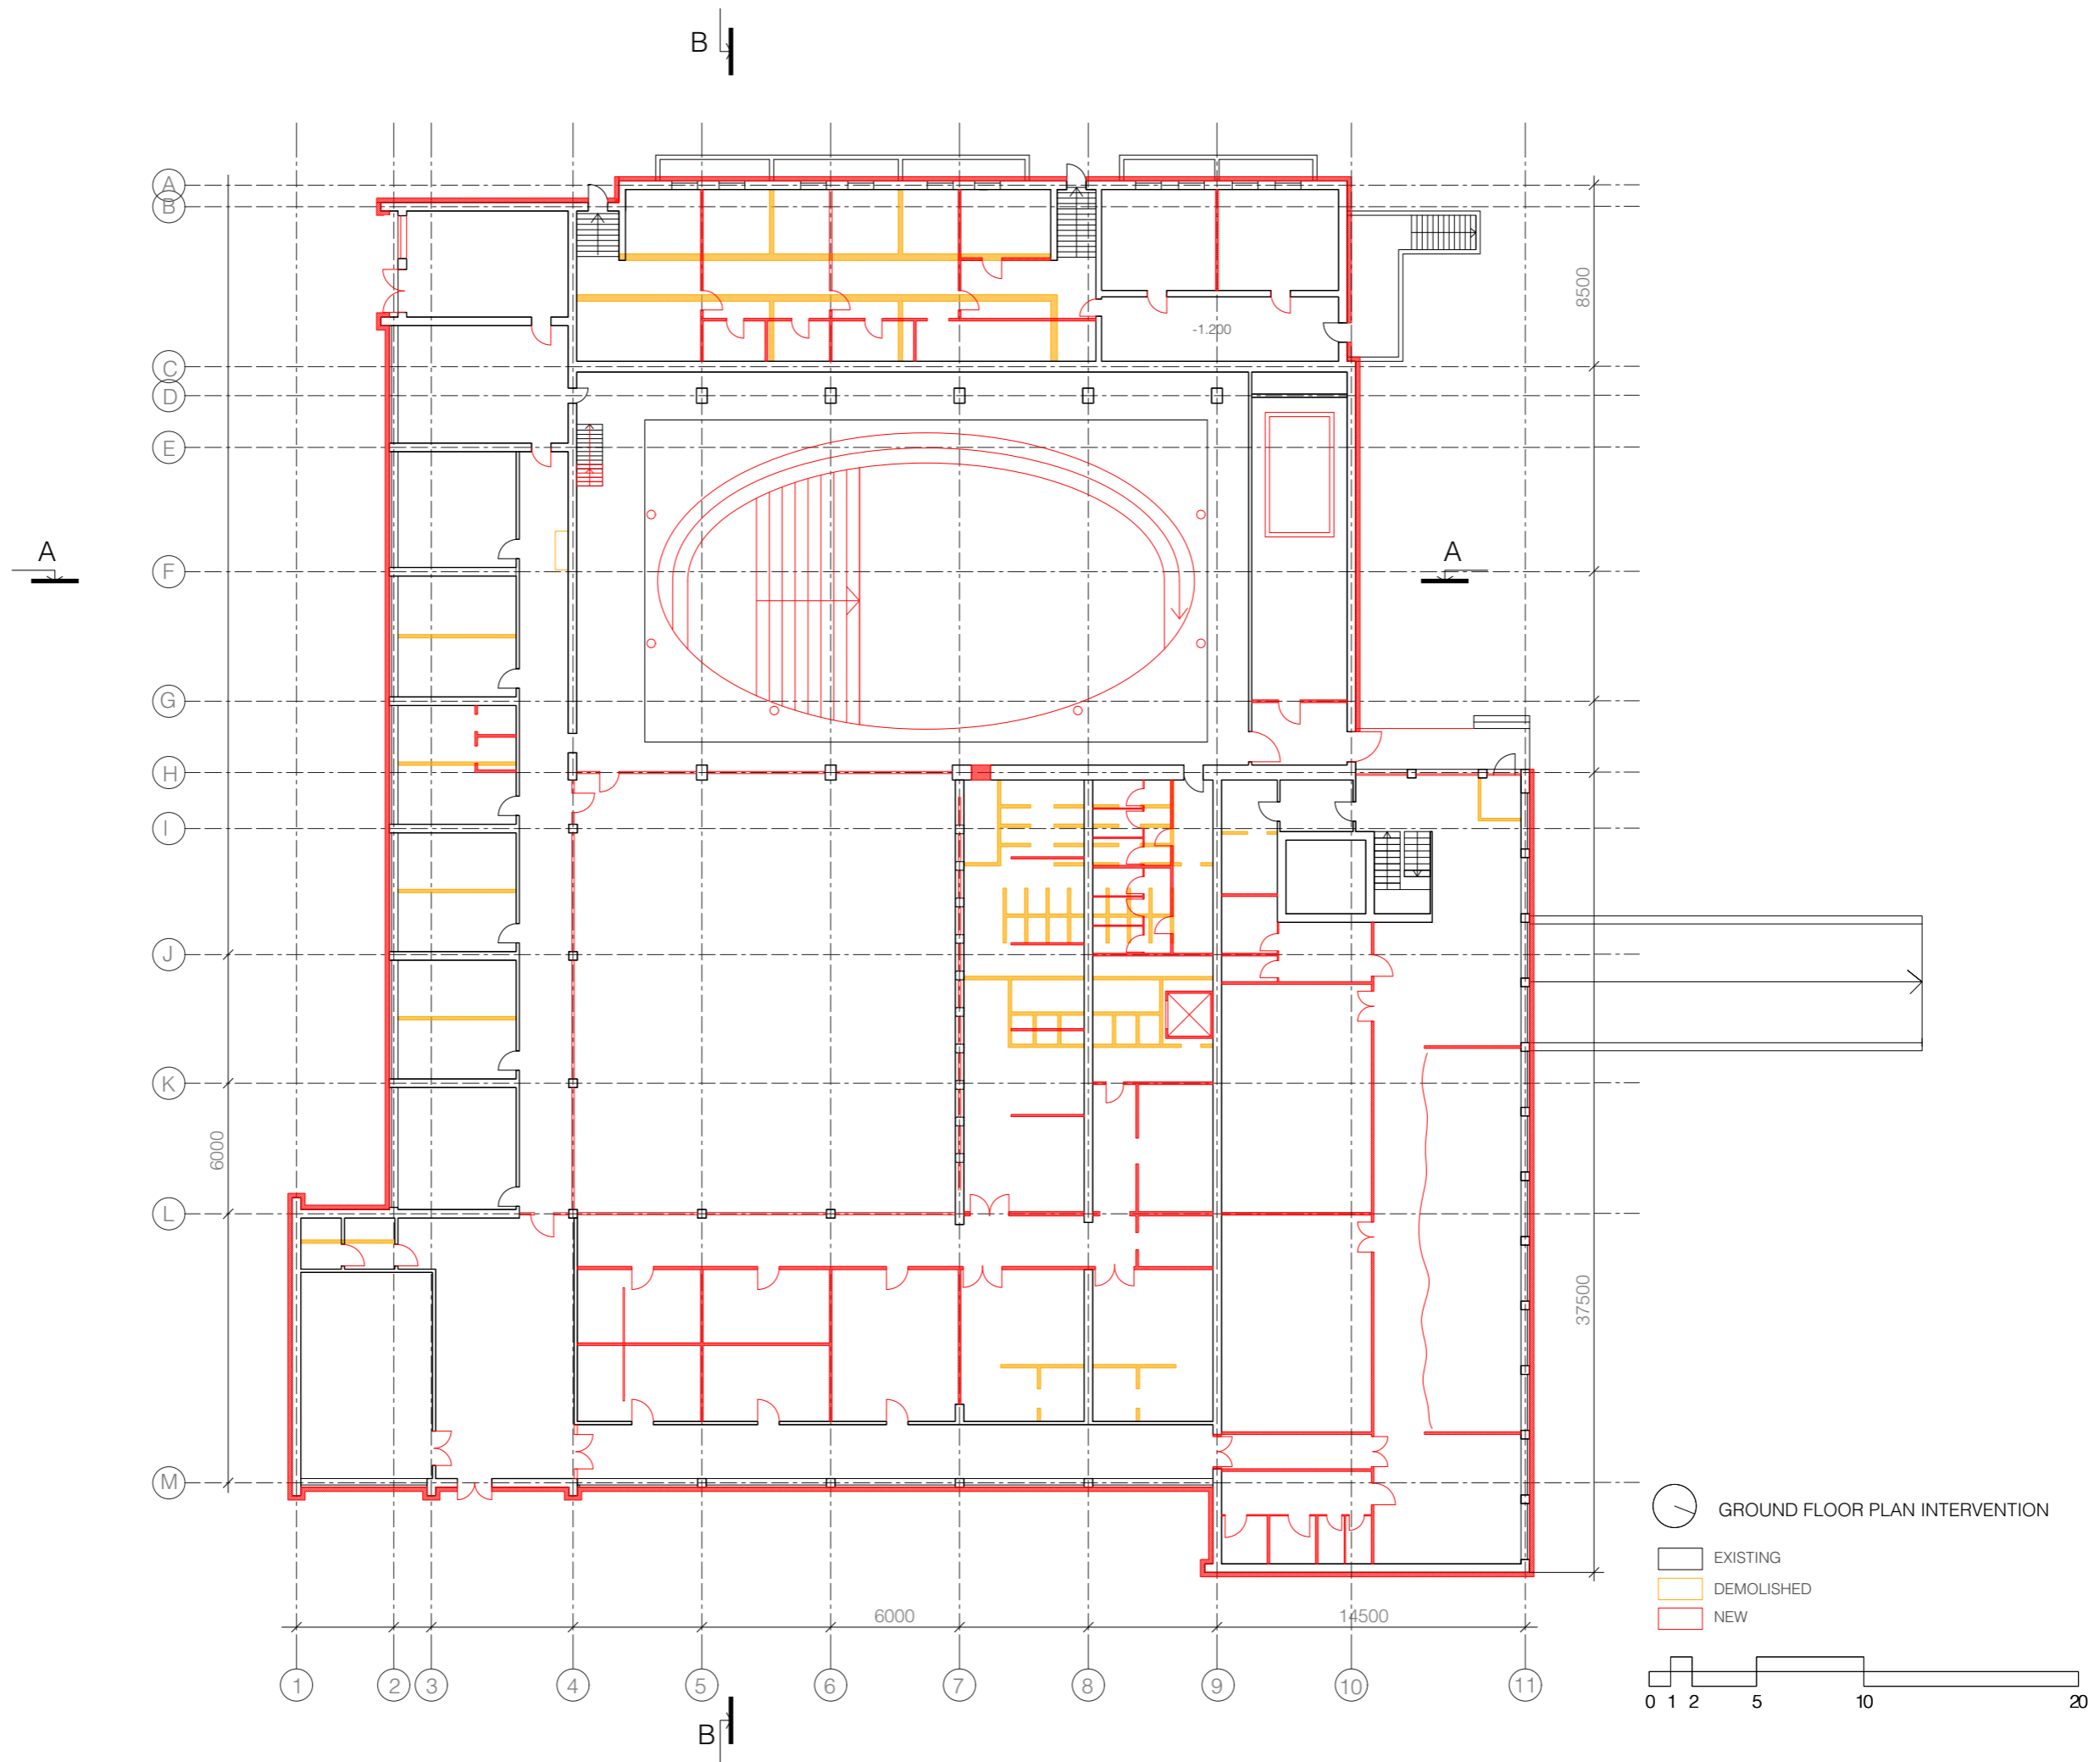 B
A
B
C
D
E
F
G
H
I
J
K
L
M
A
A
8500
-1.200
6000
37500
GROUND FLOOR PLAN INTERVENTION
EXISTING
DEMOLISHED
NEW
6000
14500
1 2 3 4 5 6 7 8 9 10 11
0 1 2 5 10 20
B